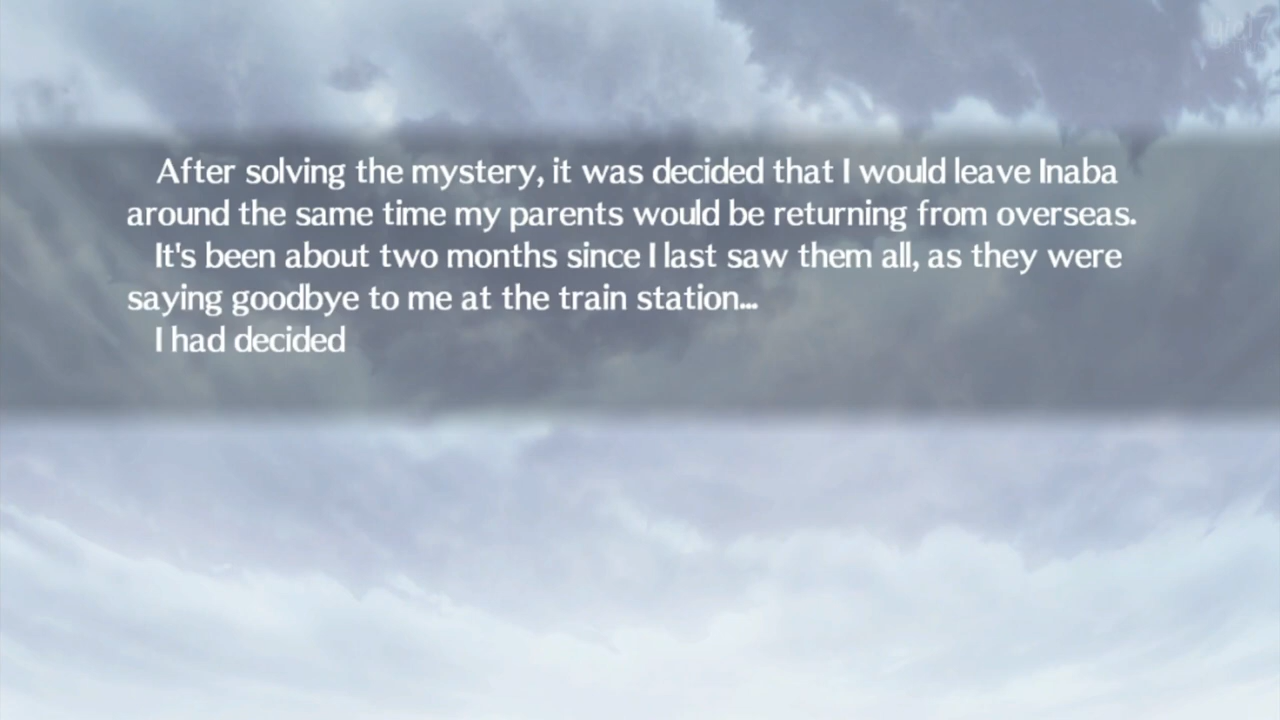 After solving the mystery, it was decided that I would leave Inaba
around the same time my parents would be returning from overseas.
It's been about two months since I last saw them all, as they were
saying goodbye to me at the train station...
I had decided